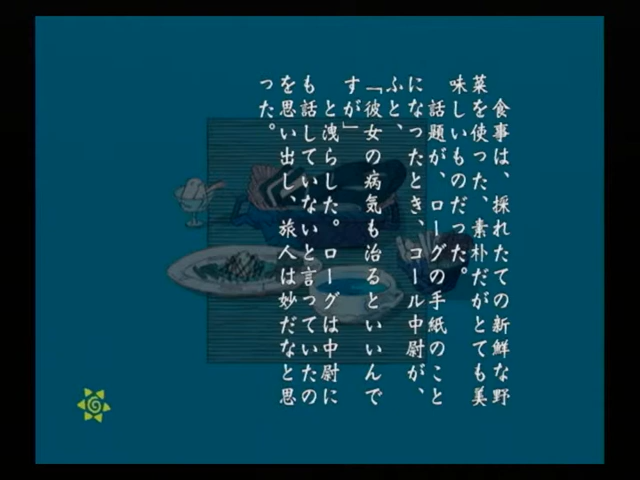 食事は、採れたての新鮮な野
菜を使った、素朴だがとても美
味しいものだった。
　話題が、ローグの手紙のこと
になったとき、コール中尉が、
ふと、
「彼女の病気も治るといいんで
すが」
　と洩らした。ローグは中尉に
も話していないと言っていたの
を思い出し、旅人は妙だなと思
った。